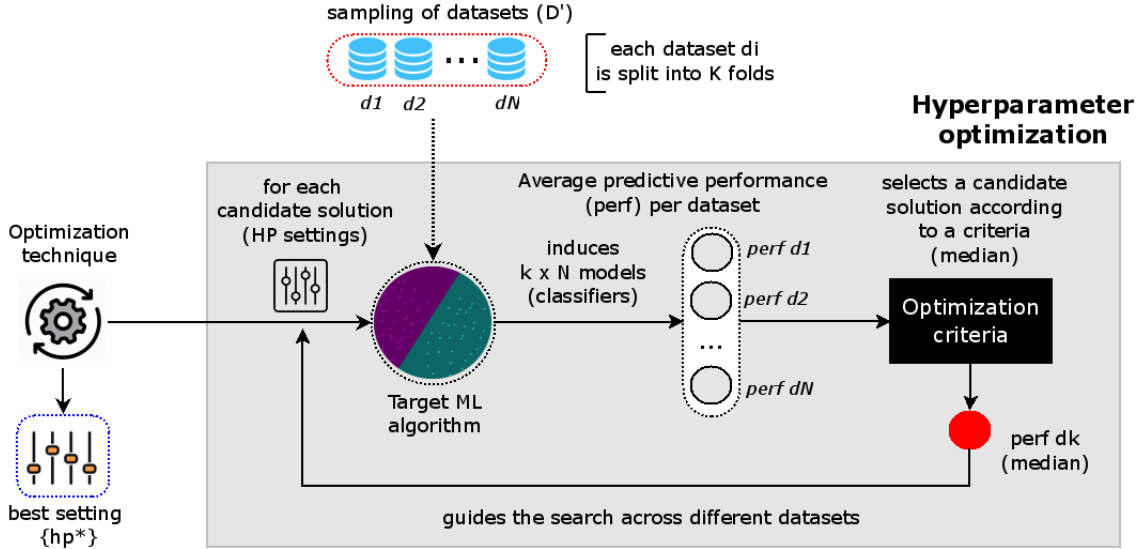 sampling of datasets (D')
each dataset di
is split into K folds
d1 d2 ... dN
Hyperparameter
optimization
for each
candidate solution
(HP settings)
Average predictive performance
(perf) per dataset
selects a candidate
solution according
to a criteria
(median)
Optimization
technique
induces
k x N models
(classifiers)
perf d1
perf d2
...
perf dN
Optimization
criteria
Target ML
algorithm
perf dk
(median)
best setting
{hp*}
guides the search across different datasets